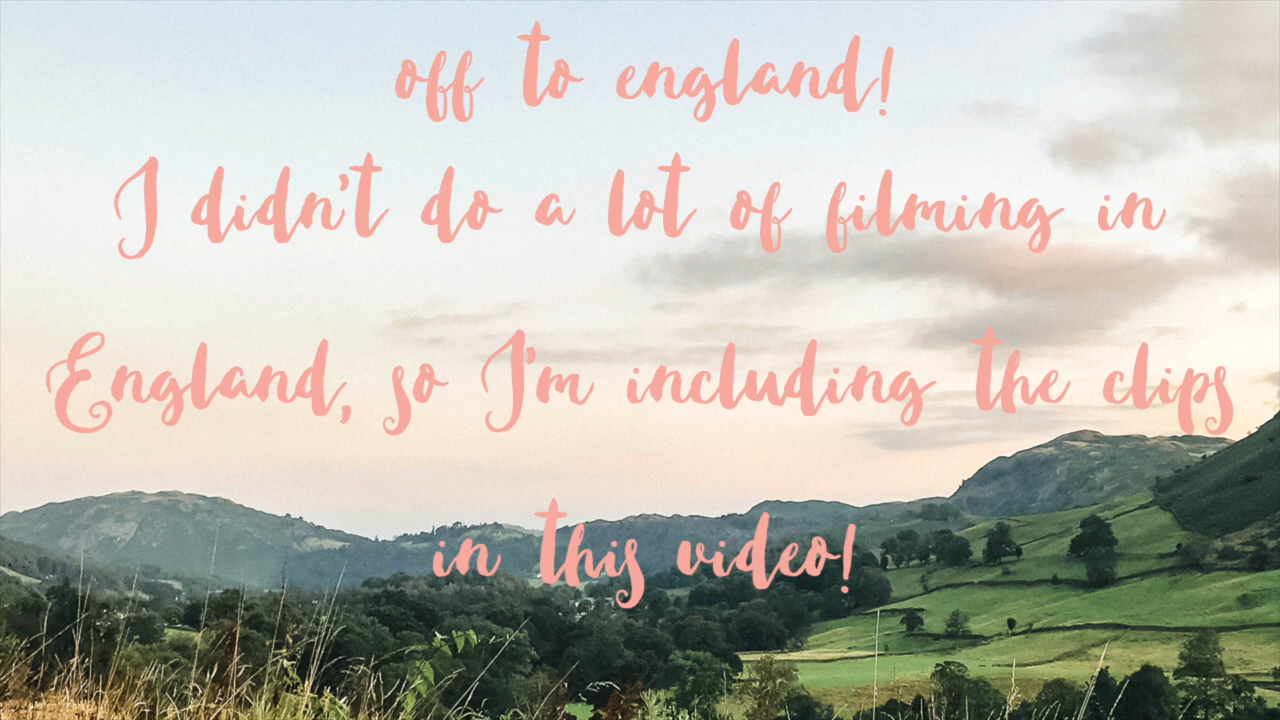 off to england!
I didn't do a lot of filming in
England, so I'm including the clips
in this video!